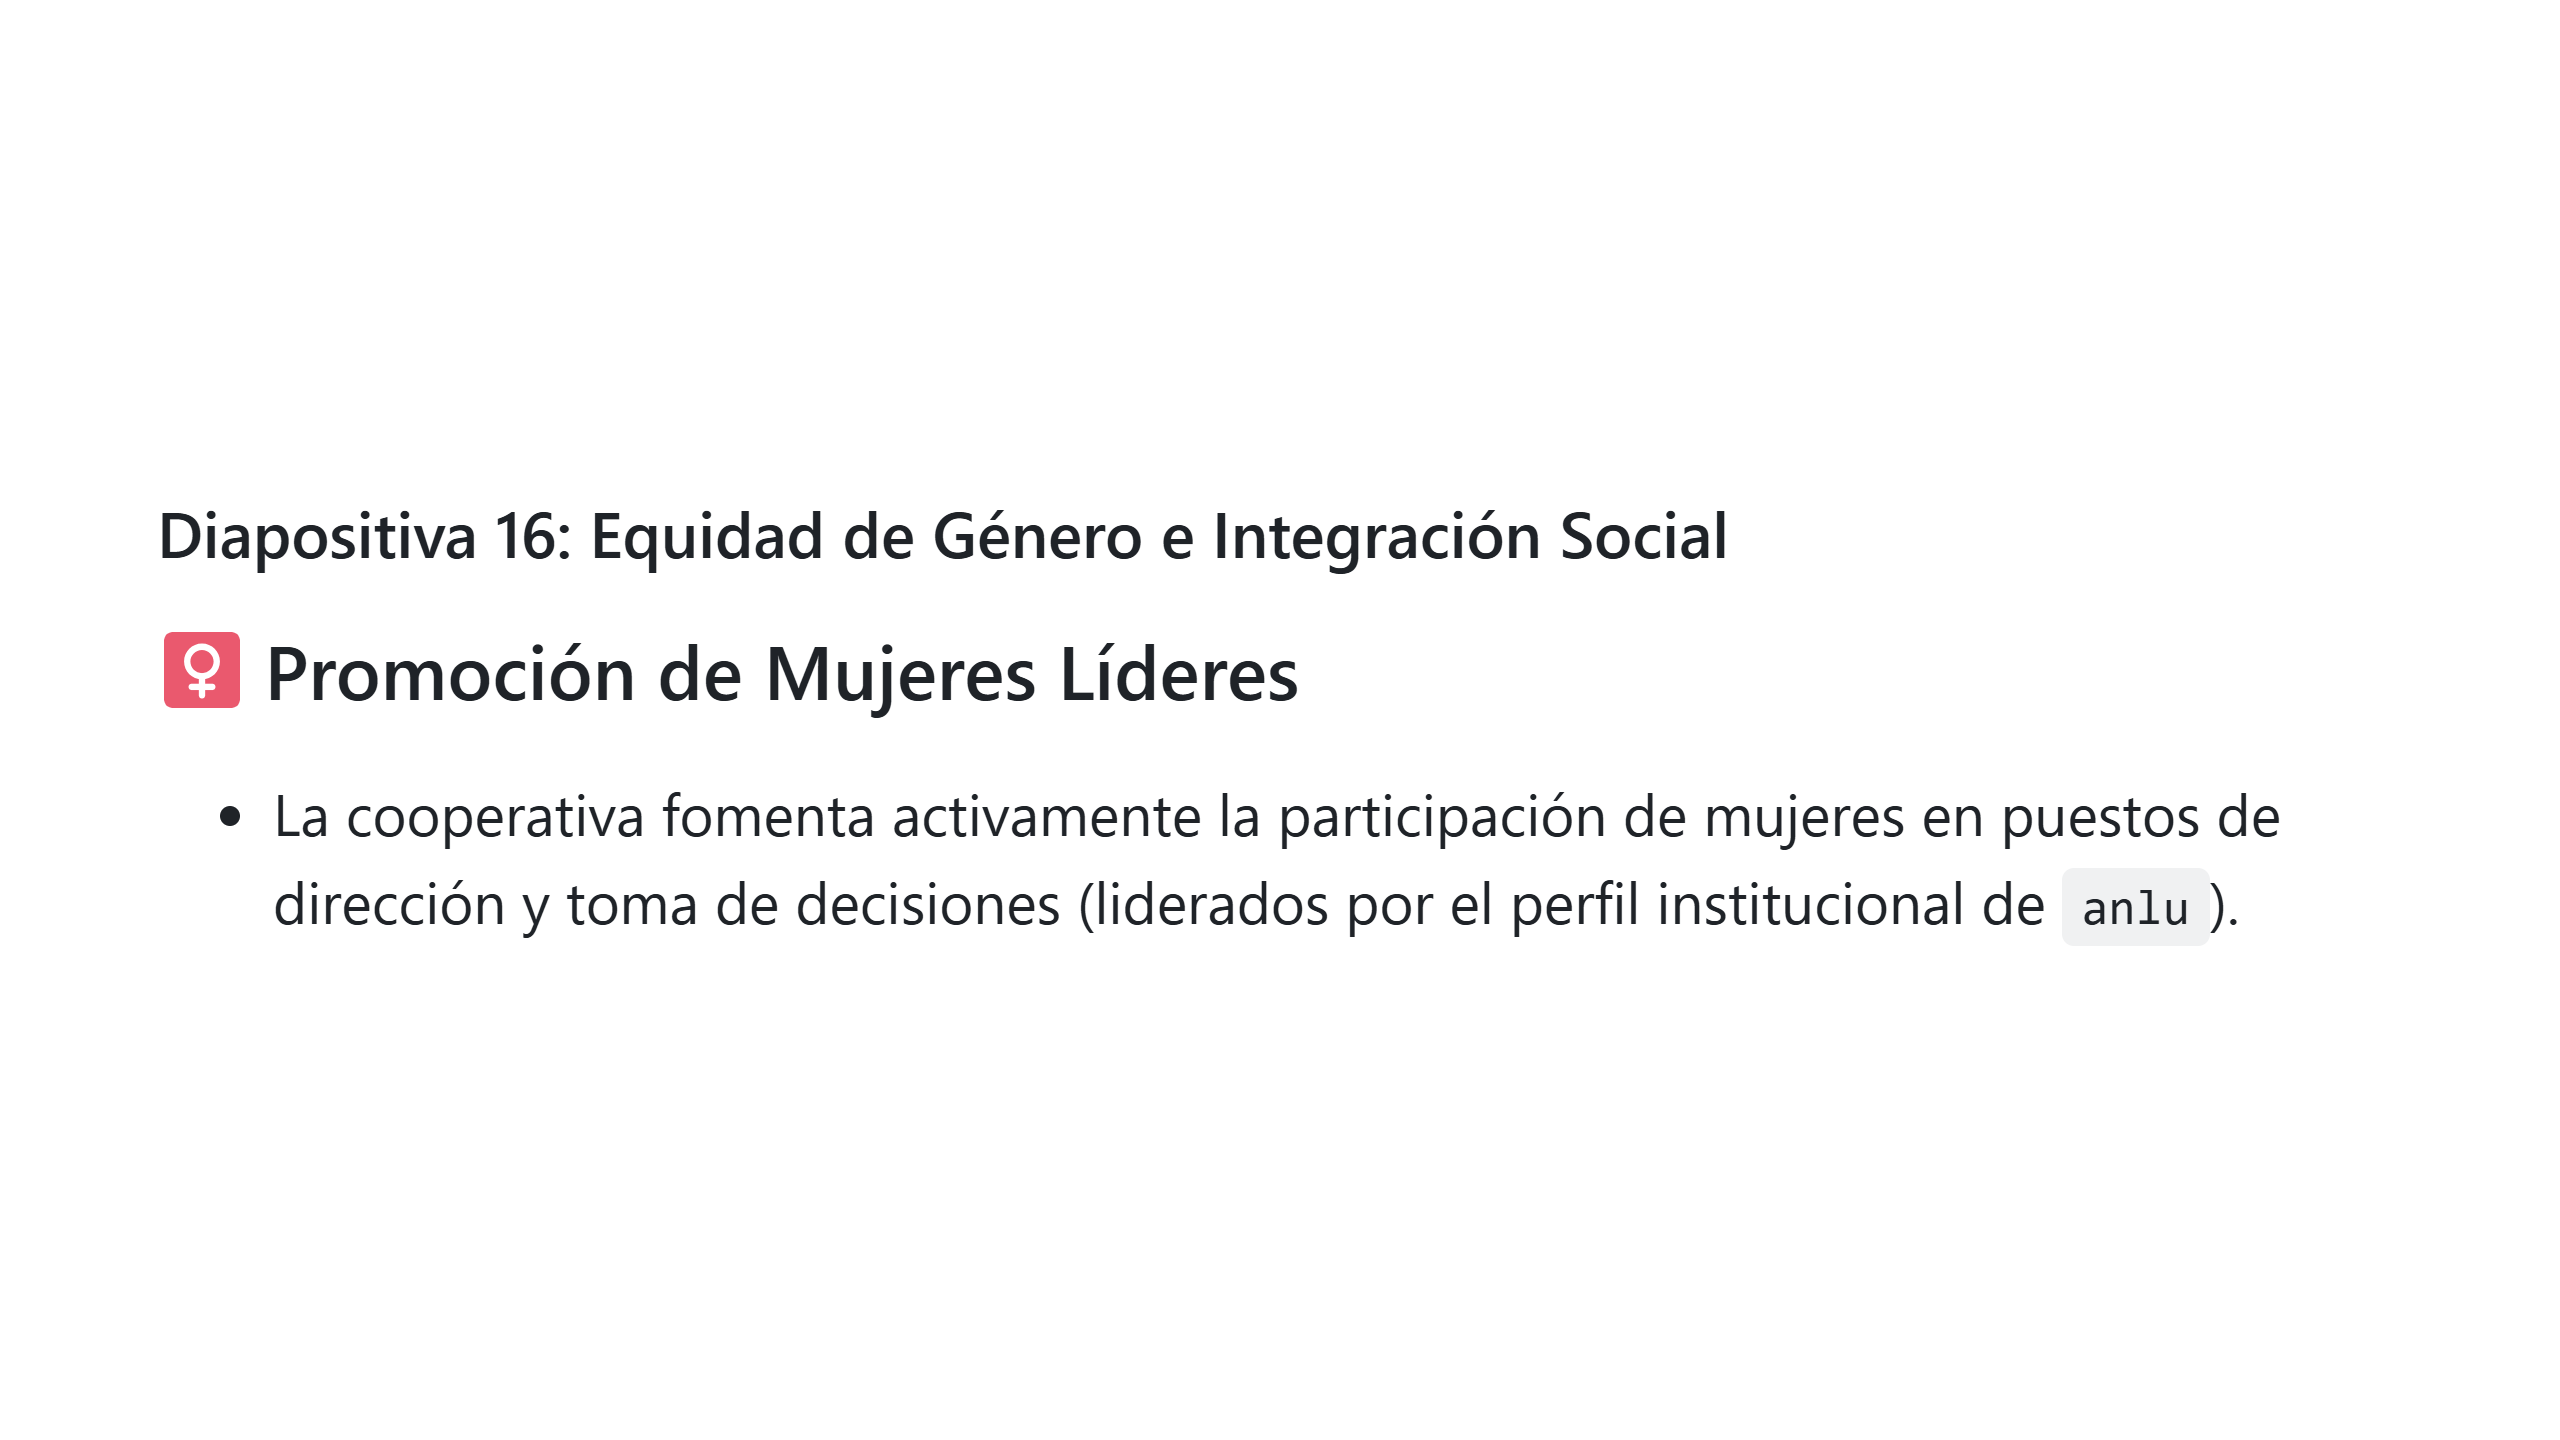 Diapositiva 16: Equidad de Género e Integración Social
♀ Promoción de Mujeres Líderes
• La cooperativa fomenta activamente la participación de mujeres en puestos de
dirección y toma de decisiones (liderados por el perfil institucional de anlu).